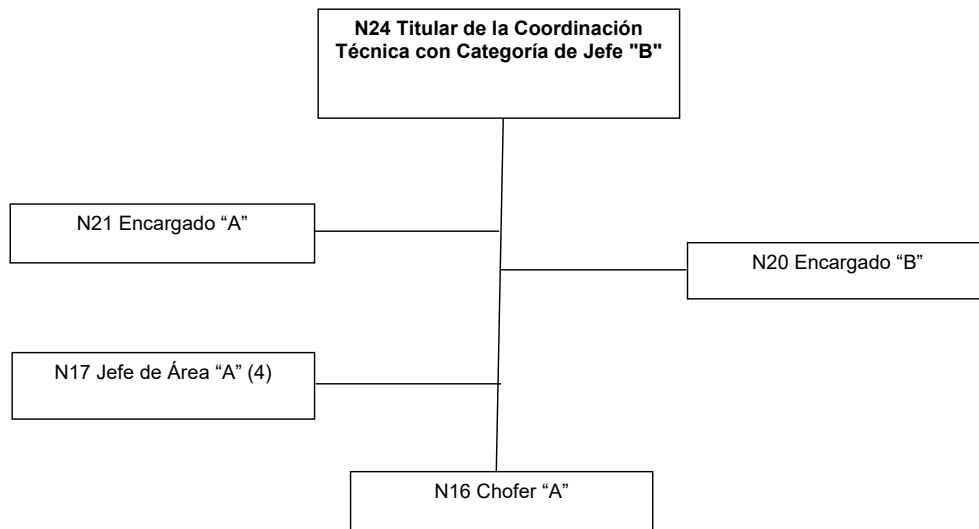 N24 Titular de la Coordinación
Técnica con Categoría de Jefe "B"
N21 Encargado “A”
N20 Encargado “B”
N17 Jefe de Área “A” (4)
N16 Chofer “A”